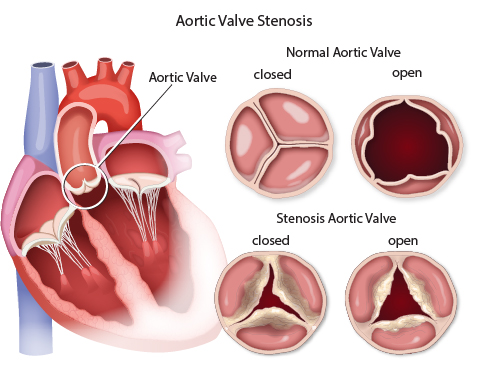 Aortic Valve Stenosis
Normal Aortic Valve
Aortic Valve
closed
open
Stenosis Aortic Valve
closed
open